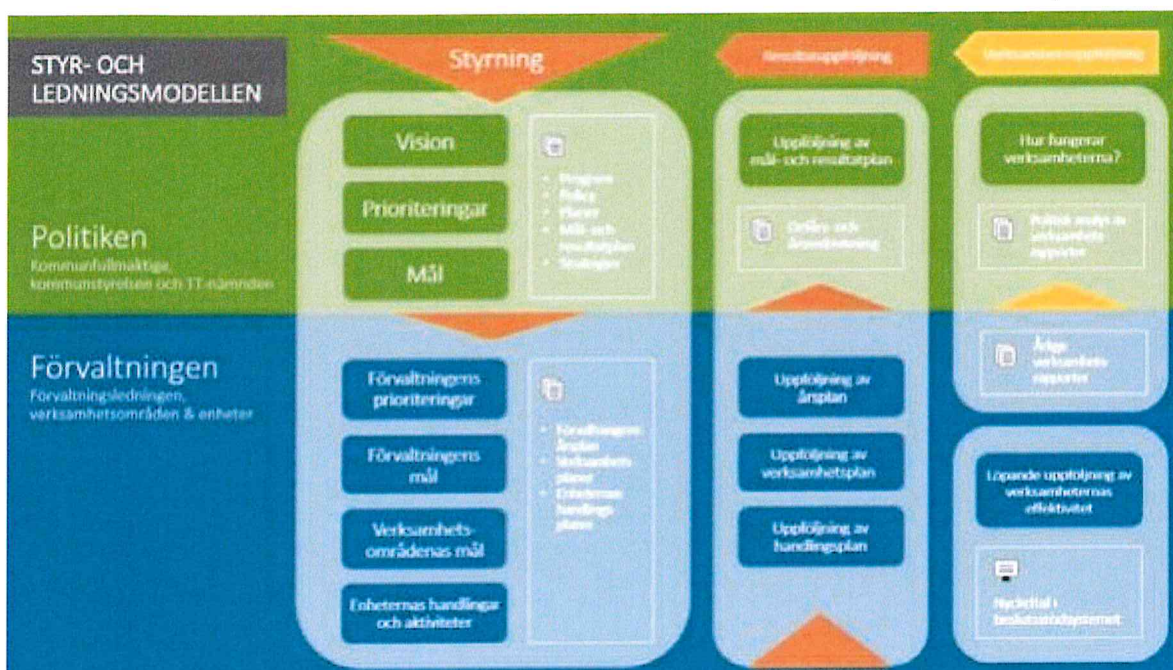 STYR- OCH
LEDNINGSMODELLEN
Styrning
Resultatuppföljning
Verksamhetsuppföljning
Politiken
Kommunfullmäktige,
kommunstyrelsen och IT-nämnden
Vision
Prioriteringar
Mål
• Program
• Policy
• Planer
• Mål- och
resultatplan
• Strategier
Uppföljning av
mål- och resultatplan
Delårs- och
årsredovisning
Hur fungerar
verksamheterna?
Politisk analys av
verksamhets
rapporter
Förvaltningen
Förvaltningsledningen,
verksamhetsområden & enheter
Förvaltningens
prioriteringar
Förvaltningens
mål
Verksamhets-
områdenas mål
Enheternas handlingar
och aktiviteter
• Förvaltningens
årsplan
• Verksamhets
planer
• Enheternas
handlings
planer
Uppföljning av
årsplan
Uppföljning av
verksamhetsplan
Uppföljning av
handlingsplan
Årliga
verksamhets
rapporter
Löpande uppföljning av
verksamheternas
effektivitet
Nyckeltal i
beslutsstödsystemet